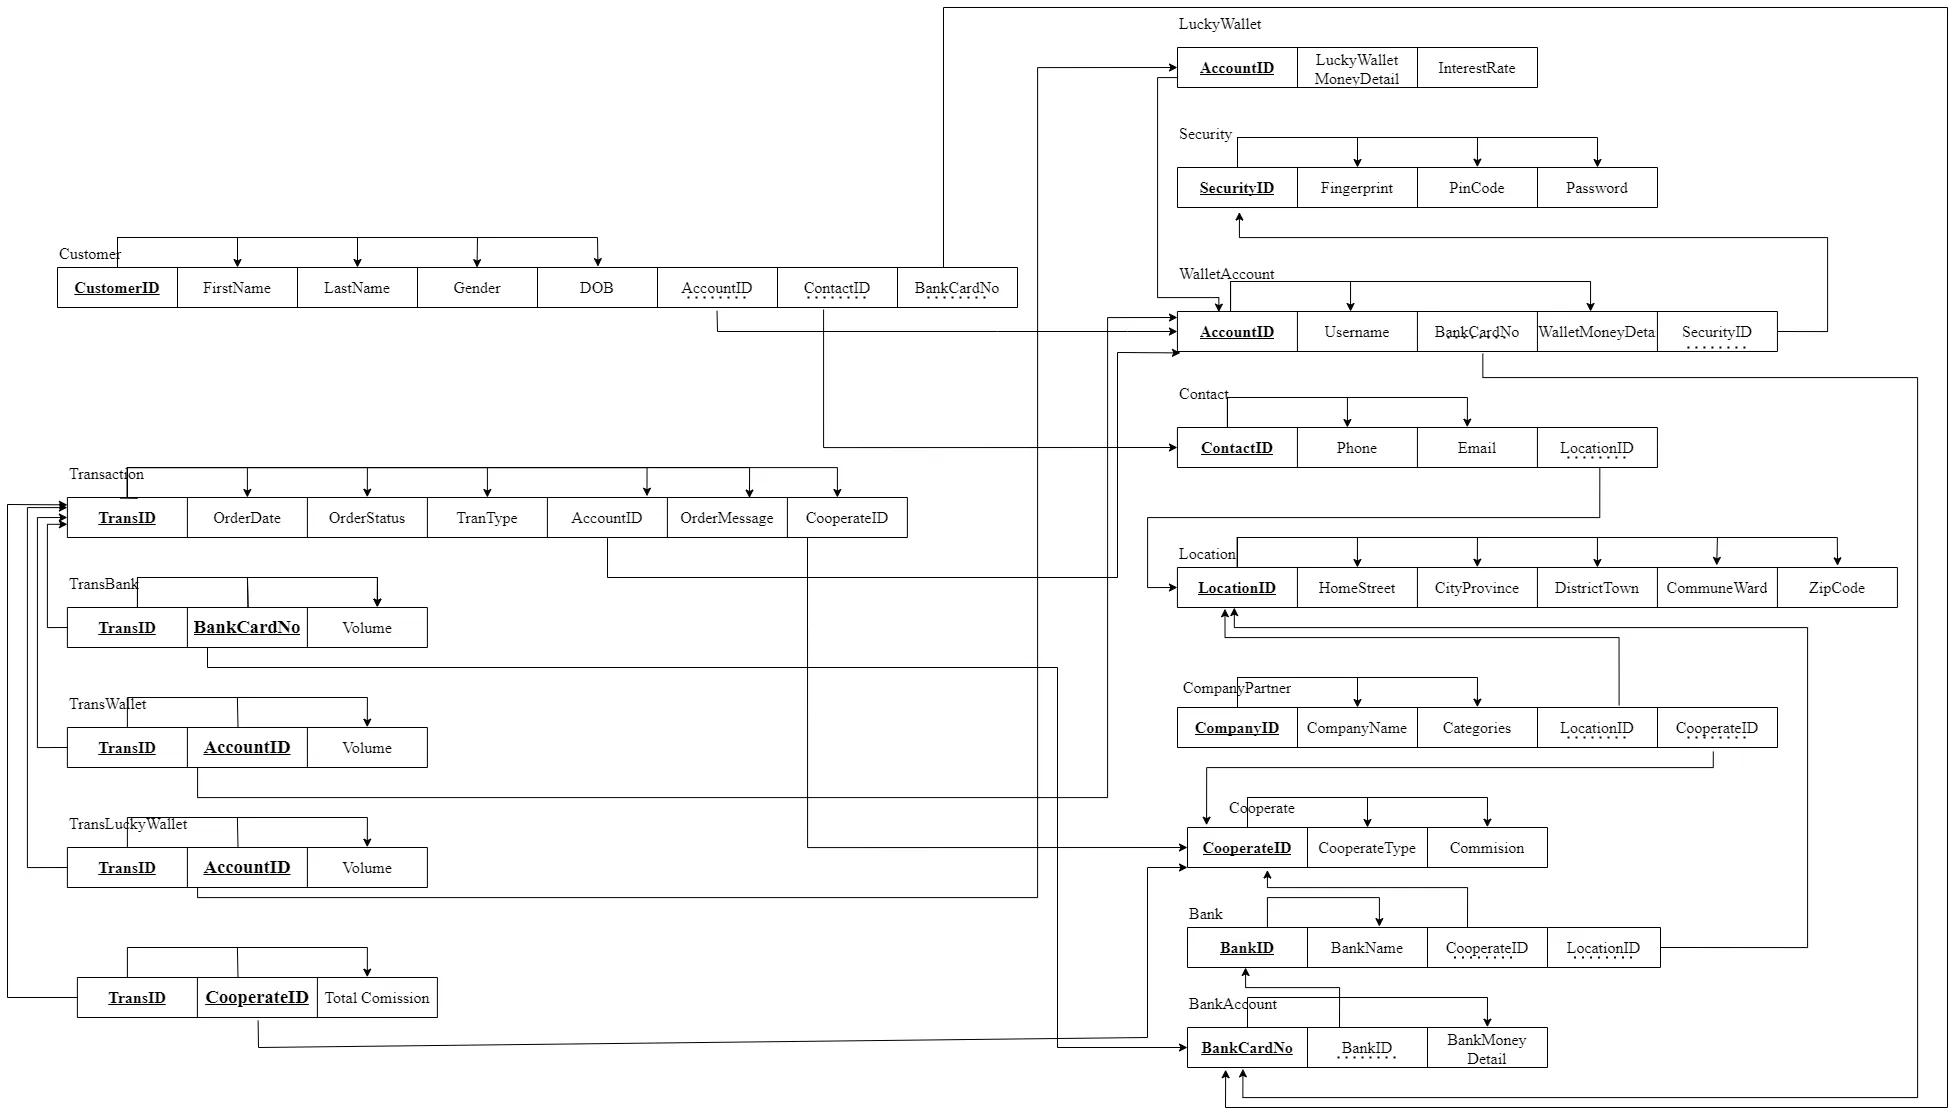 LuckyWallet
AccountID LuckyWallet MoneyDetail InterestRate
Security
SecurityID Fingerprint PinCode Password
Customer
CustomerID FirstName LastName Gender DOB AccountID ContactID BankCardNo
WalletAccount
AccountID Username BankCardNo WalletMoneyDeta SecurityID
Contact
ContactID Phone Email LocationID
Transaction
TransID OrderDate OrderStatus TranType AccountID OrderMessage CooperateID
Location
LocationID HomeStreet CityProvince DistrictTown CommuneWard ZipCode
TransBank
TransID BankCardNo Volume
CompanyPartner
CompanyID CompanyName Categories LocationID CooperateID
TransWallet
TransID AccountID Volume
Cooperate
CooperateID CooperateType Commision
TransLuckyWallet
TransID AccountID Volume
Bank
BankID BankName CooperateID LocationID
TransID CooperateID Total Comission
BankAccount
BankCardNo BankID BankMoney Detail